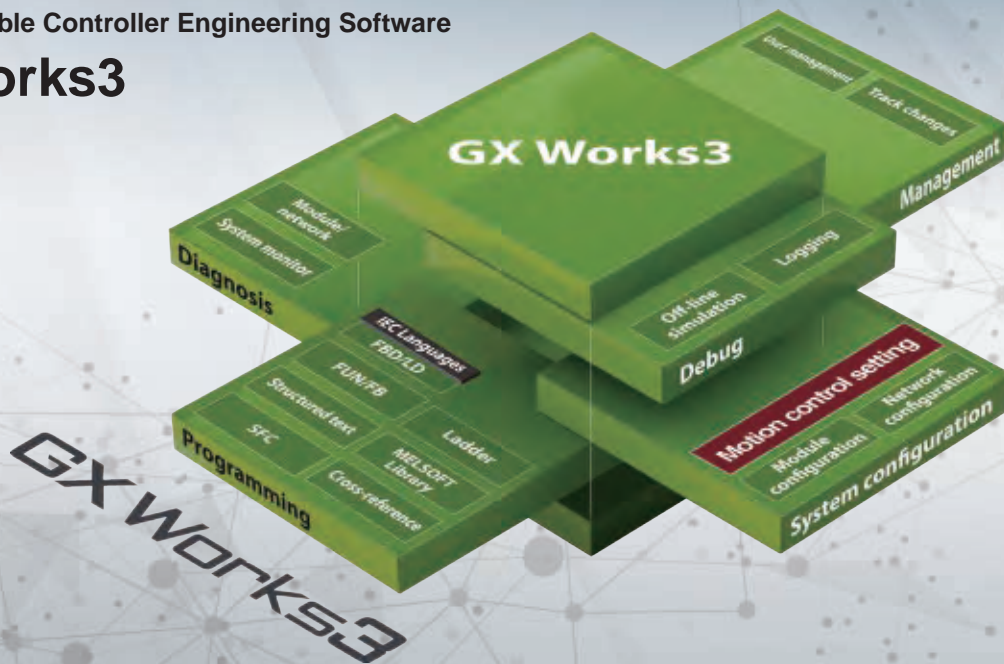 ble Controller Engineering Software
orks3
GX Works3
User management
Track changes
Management
Module/
network
System monitor
Diagnosis
Logging
Off-line
simulation
Debug
IEC Languages
FBD/LD
FUN/FB
Structured text
SFC
Ladder
MELSOFT
Library
Cross-reference
Programming
Motion control setting
Network
configuration
Module
configuration
System configuration
GX Works3